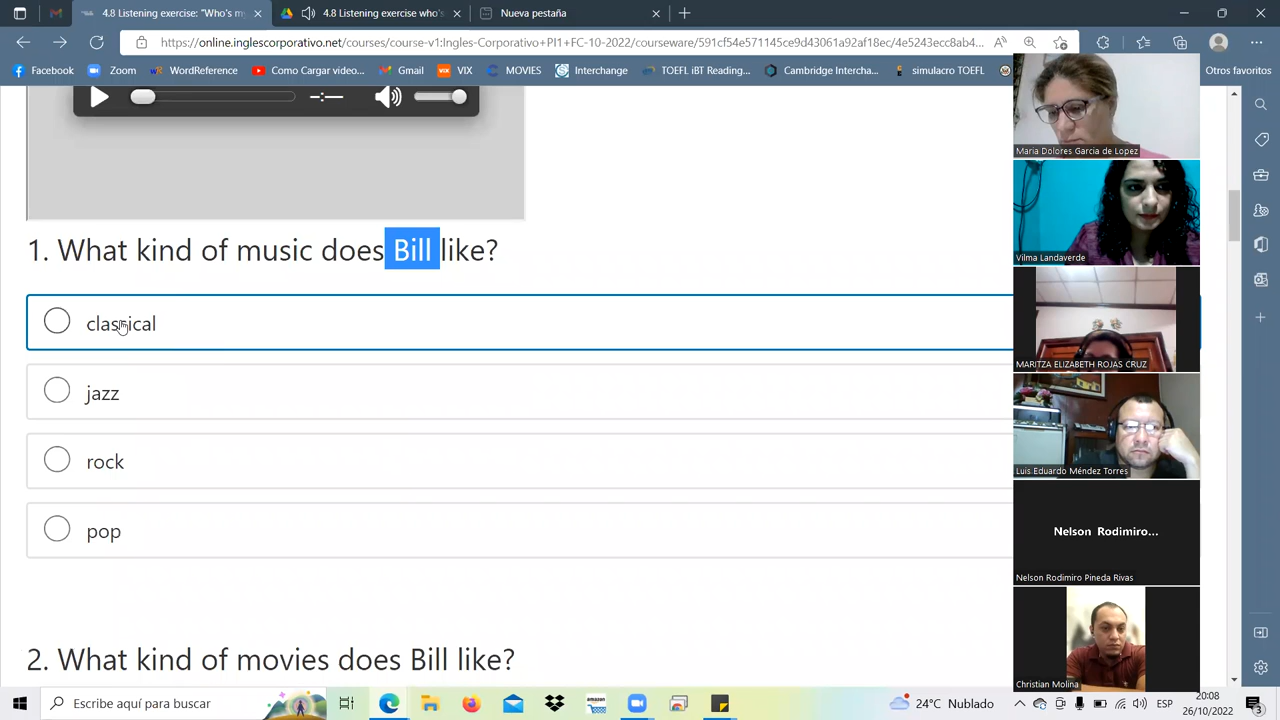 4.8 Listening exercise: "Who's my
4.8 Listening exercise who's
Nueva pestaña
https://online.inglescorporativo.net/courses/course-v1:Ingles-Corporativo+PI1+FC-10-2022/courseware/591cf54e571145ce9d43061a92af18ec/4e5243ecc8ab4...
Facebook
Zoom
WordReference
Como Cargar video...
Gmail
VIX
MOVIES
Interchange
TOEFL iBT Reading...
Cambridge Intercha...
simulacro TOEFL
Otros favoritos
1. What kind of music does Bill like?
classical
jazz
rock
pop
2. What kind of movies does Bill like?
Maria Dolores Garcia de Lopez
Vilma Landaverde
MARITZA ELIZABETH ROJAS CRUZ
Luis Eduardo Méndez Torres
Nelson Rodimiro...
Nelson Rodimiro Pineda Rivas
Christian Molina
Escribe aquí para buscar
amazon
24°C Nublado
ESP
20:08
26/10/2022
3